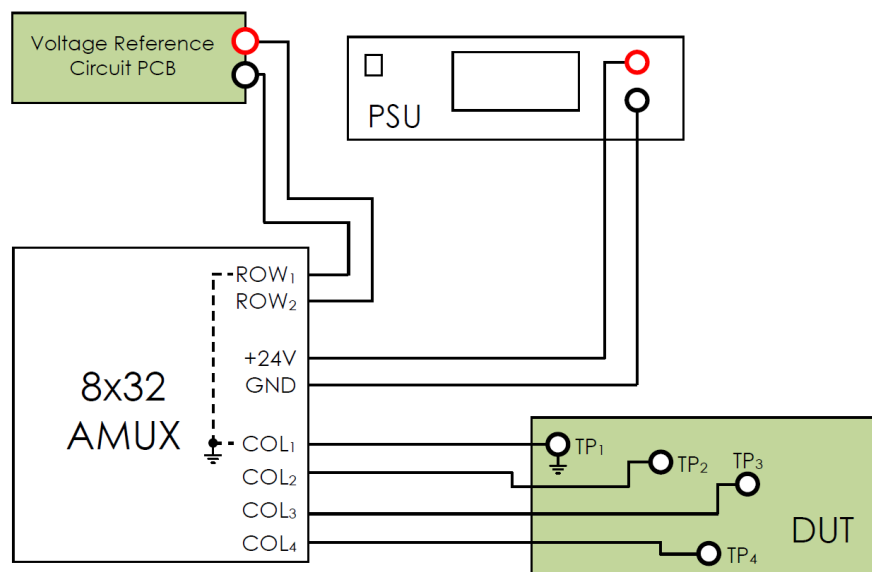 Voltage Reference
Circuit PCB
PSU
ROW₁
ROW₂
+24V
GND
8x32
AMUX
COL₁
COL₂
COL₃
COL₄
TP₁
TP₂
TP₃
TP₄
DUT